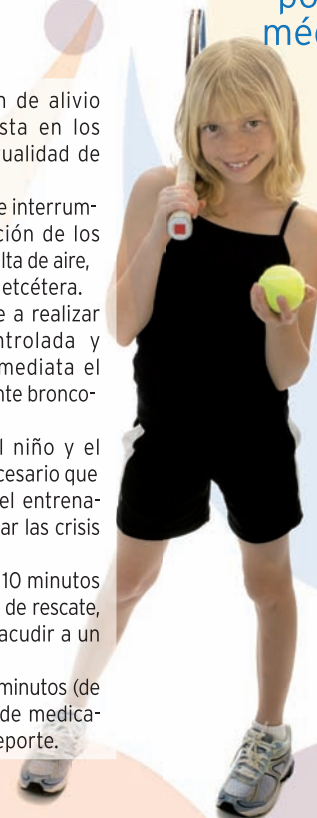 po
méd
n de alivio
sta en los
ualidad de
e interrum-
ción de los
lta de aire,
etcétera.
e a realizar
ntrolada y
mediata el
nte bronco-
l niño y el
cesario que
el entrena-
ar las crisis
10 minutos
de rescate,
acudir a un
minutos (de
de medica-
eporte.